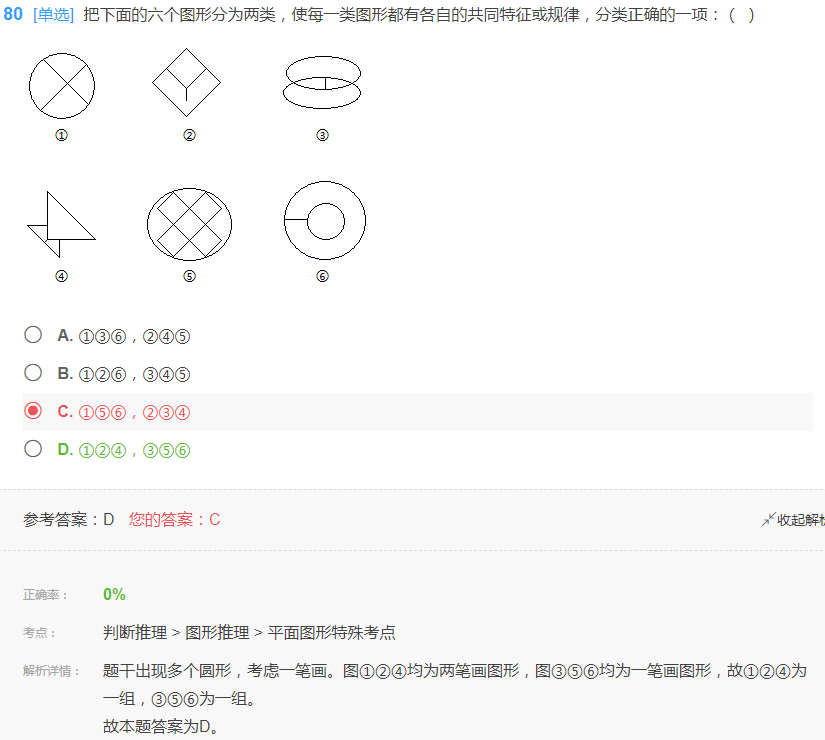 80 [单选] 把下面的六个图形分为两类，使每一类图形都有各自的共同特征或规律，分类正确的一项：（ ）
① ② ③
④ ⑤ ⑥
A. ①③⑥，②④⑤
B. ①②⑥，③④⑤
C. ①⑤⑥，②③④
D. ①②④，③⑤⑥
参考答案：D 您的答案：C 收起解析
正确率： 0%
考点： 判断推理 > 图形推理 > 平面图形特殊考点
解析详情： 题干出现多个圆形，考虑一笔画。图①②④均为两笔画图形，图③⑤⑥均为一笔画图形，故①②④为
一组，③⑤⑥为一组。
故本题答案为D。